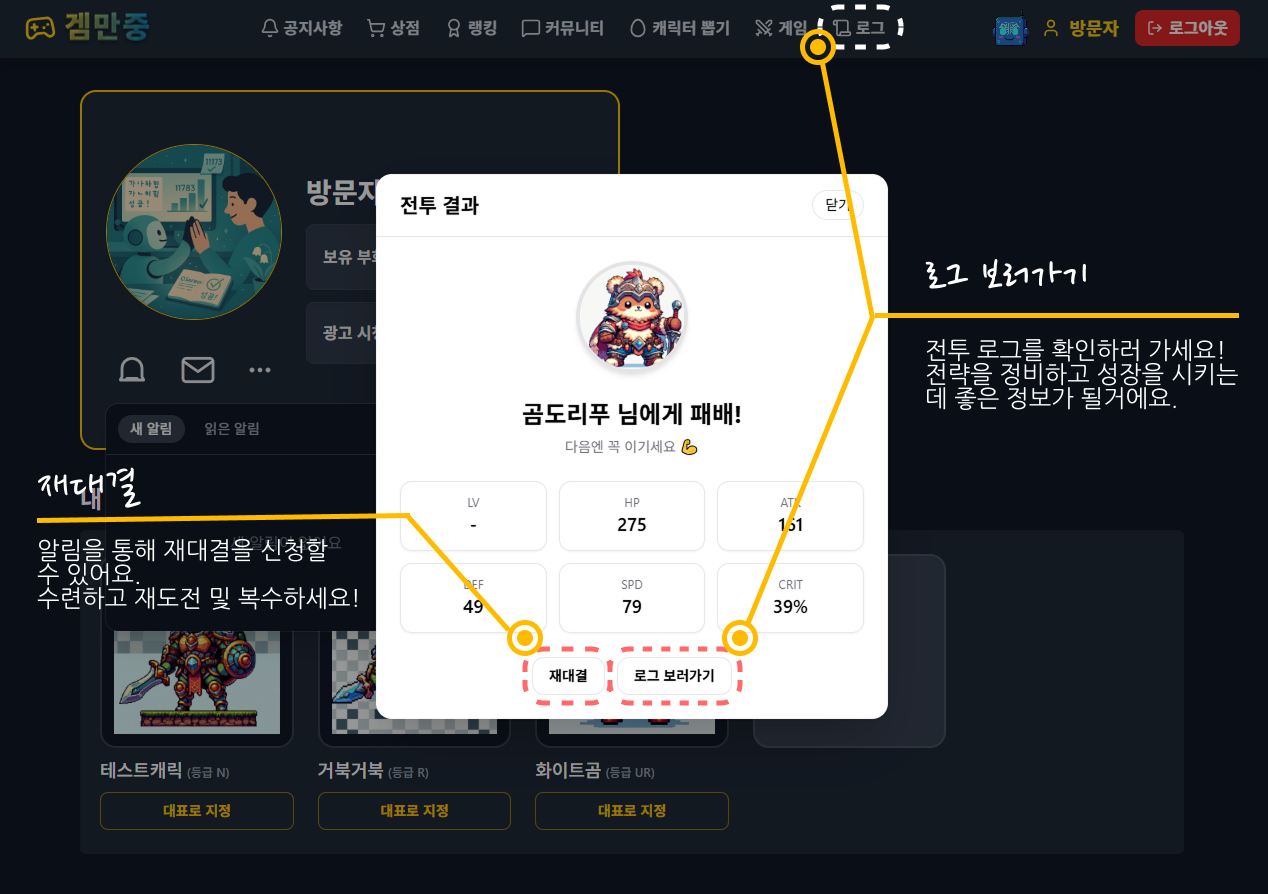 겜만중
공지사항
상점
랭킹
커뮤니티
캐릭터 뽑기
게임
로그
방문자
로그아웃
11173
11783
방문자
보유
광고
새 알림
읽은 알림
전투 결과
닫기
곰도리푸 님에게 패배!
다음엔 꼭 이기세요 💪
LV
-
HP
275
ATK
161
DEF
49
SPD
79
CRIT
39%
재대결
로그 보러가기
로그 보러가기
전투 로그를 확인하러 가세요!
전략을 정비하고 성장을 시키는
데 좋은 정보가 될거에요.
재대결
내
알림을 통해 재대결을 신청할
수 있어요.
수련하고 재도전 및 복수하세요!
테스트캐릭 (등급 N)
거북거북 (등급 R)
화이트곰 (등급 UR)
대표로 지정
대표로 지정
대표로 지정